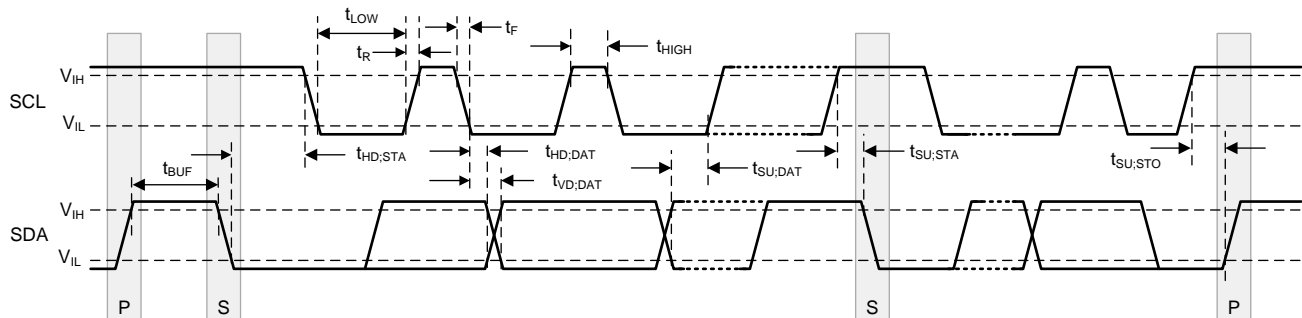 tLOW
tF
tR
tHIGH
VIH
SCL
VIL
tHD;STA
tHD;DAT
tSU;STA
tBUF
tVD;DAT
tSU;DAT
tSU;STO
VIH
SDA
VIL
P
S
S
P